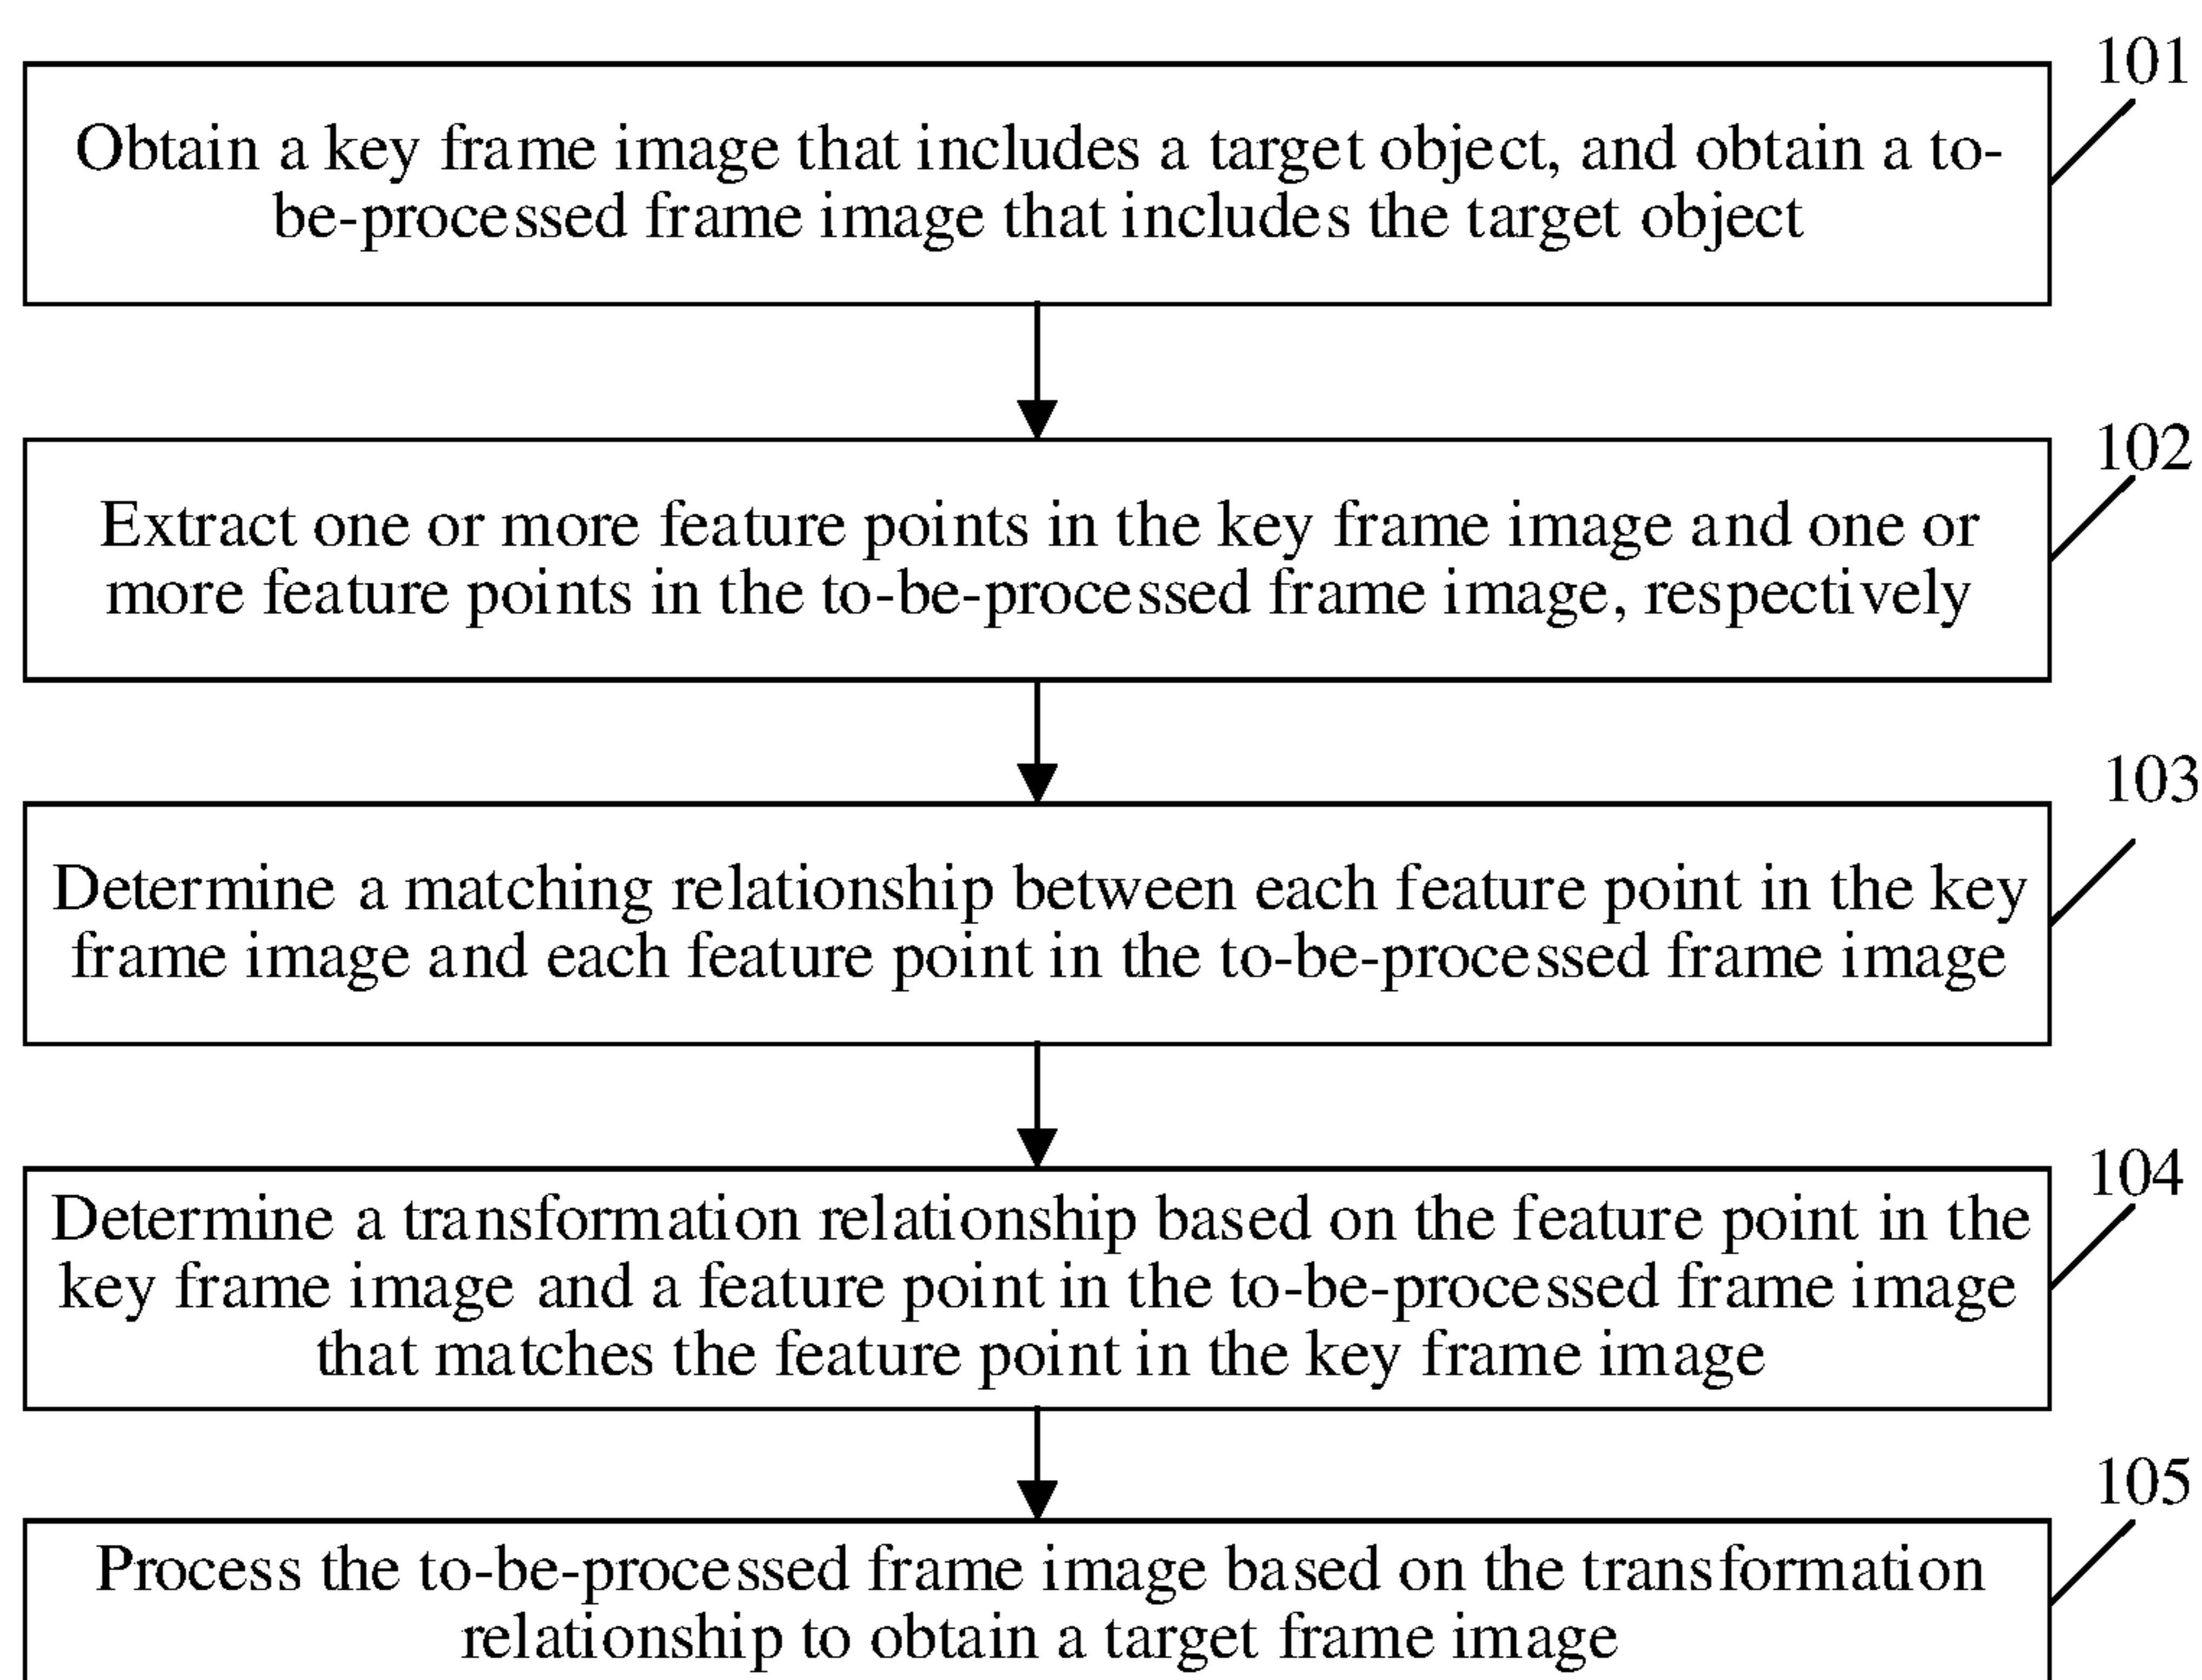 101
Obtain a key frame image that includes a target object, and obtain a to-
be-processed frame image that includes the target object
102
Extract one or more feature points in the key frame image and one or
more feature points in the to-be-processed frame image, respectively
103
Determine a matching relationship between each feature point in the key
frame image and each feature point in the to-be-processed frame image
104
Determine a transformation relationship based on the feature point in the
key frame image and a feature point in the to-be-processed frame image
that matches the feature point in the key frame image
105
Process the to-be-processed frame image based on the transformation
relationship to obtain a target frame image